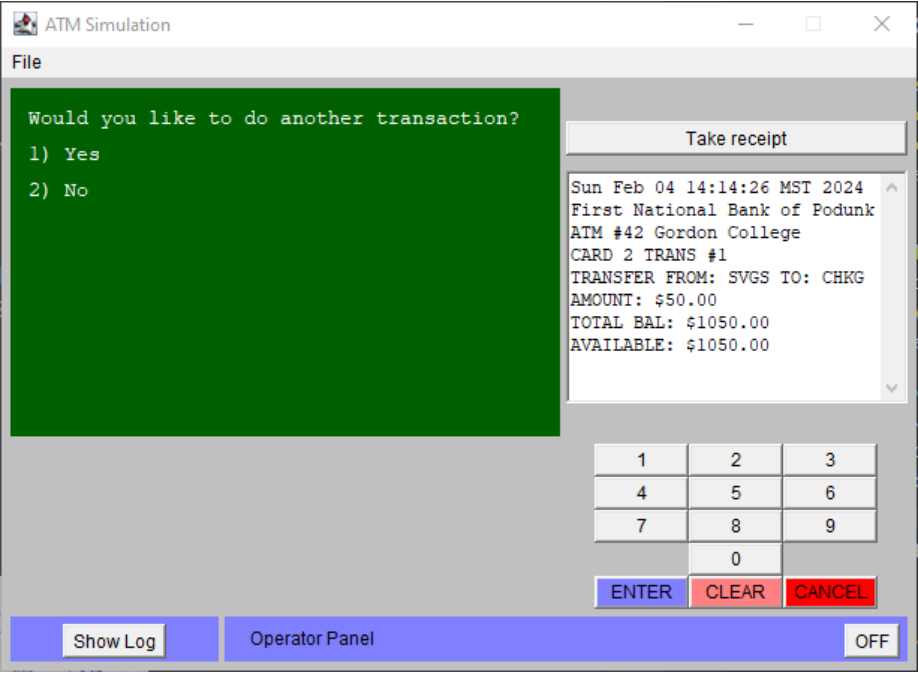 ATM Simulation
File
Would you like to do another transaction?
1) Yes
2) No
Take receipt
Sun Feb 04 14:14:26 MST 2024
First National Bank of Podunk
ATM #42 Gordon College
CARD 2 TRANS #1
TRANSFER FROM: SVGS TO: CHKG
AMOUNT: $50.00
TOTAL BAL: $1050.00
AVAILABLE: $1050.00
1 2 3
4 5 6
7 8 9
0
ENTER CLEAR CANCEL
Show Log Operator Panel OFF